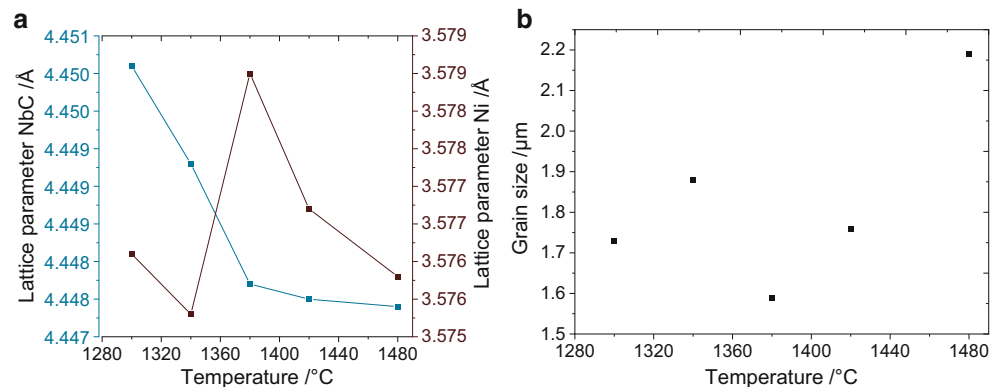 a
Lattice parameter NbC /Å
4.451
4.450
4.450
4.449
4.449
4.449
4.448
4.448
4.447
3.579
3.579
3.578
3.578
3.577
3.577
3.576
3.576
3.575
Lattice parameter Ni /Å
1280 1320 1360 1400 1440 1480
Temperature /°C
b
Grain size /µm
2.2
2.1
2.0
1.9
1.8
1.7
1.6
1.5
1280 1320 1360 1400 1440 1480
Temperature /°C